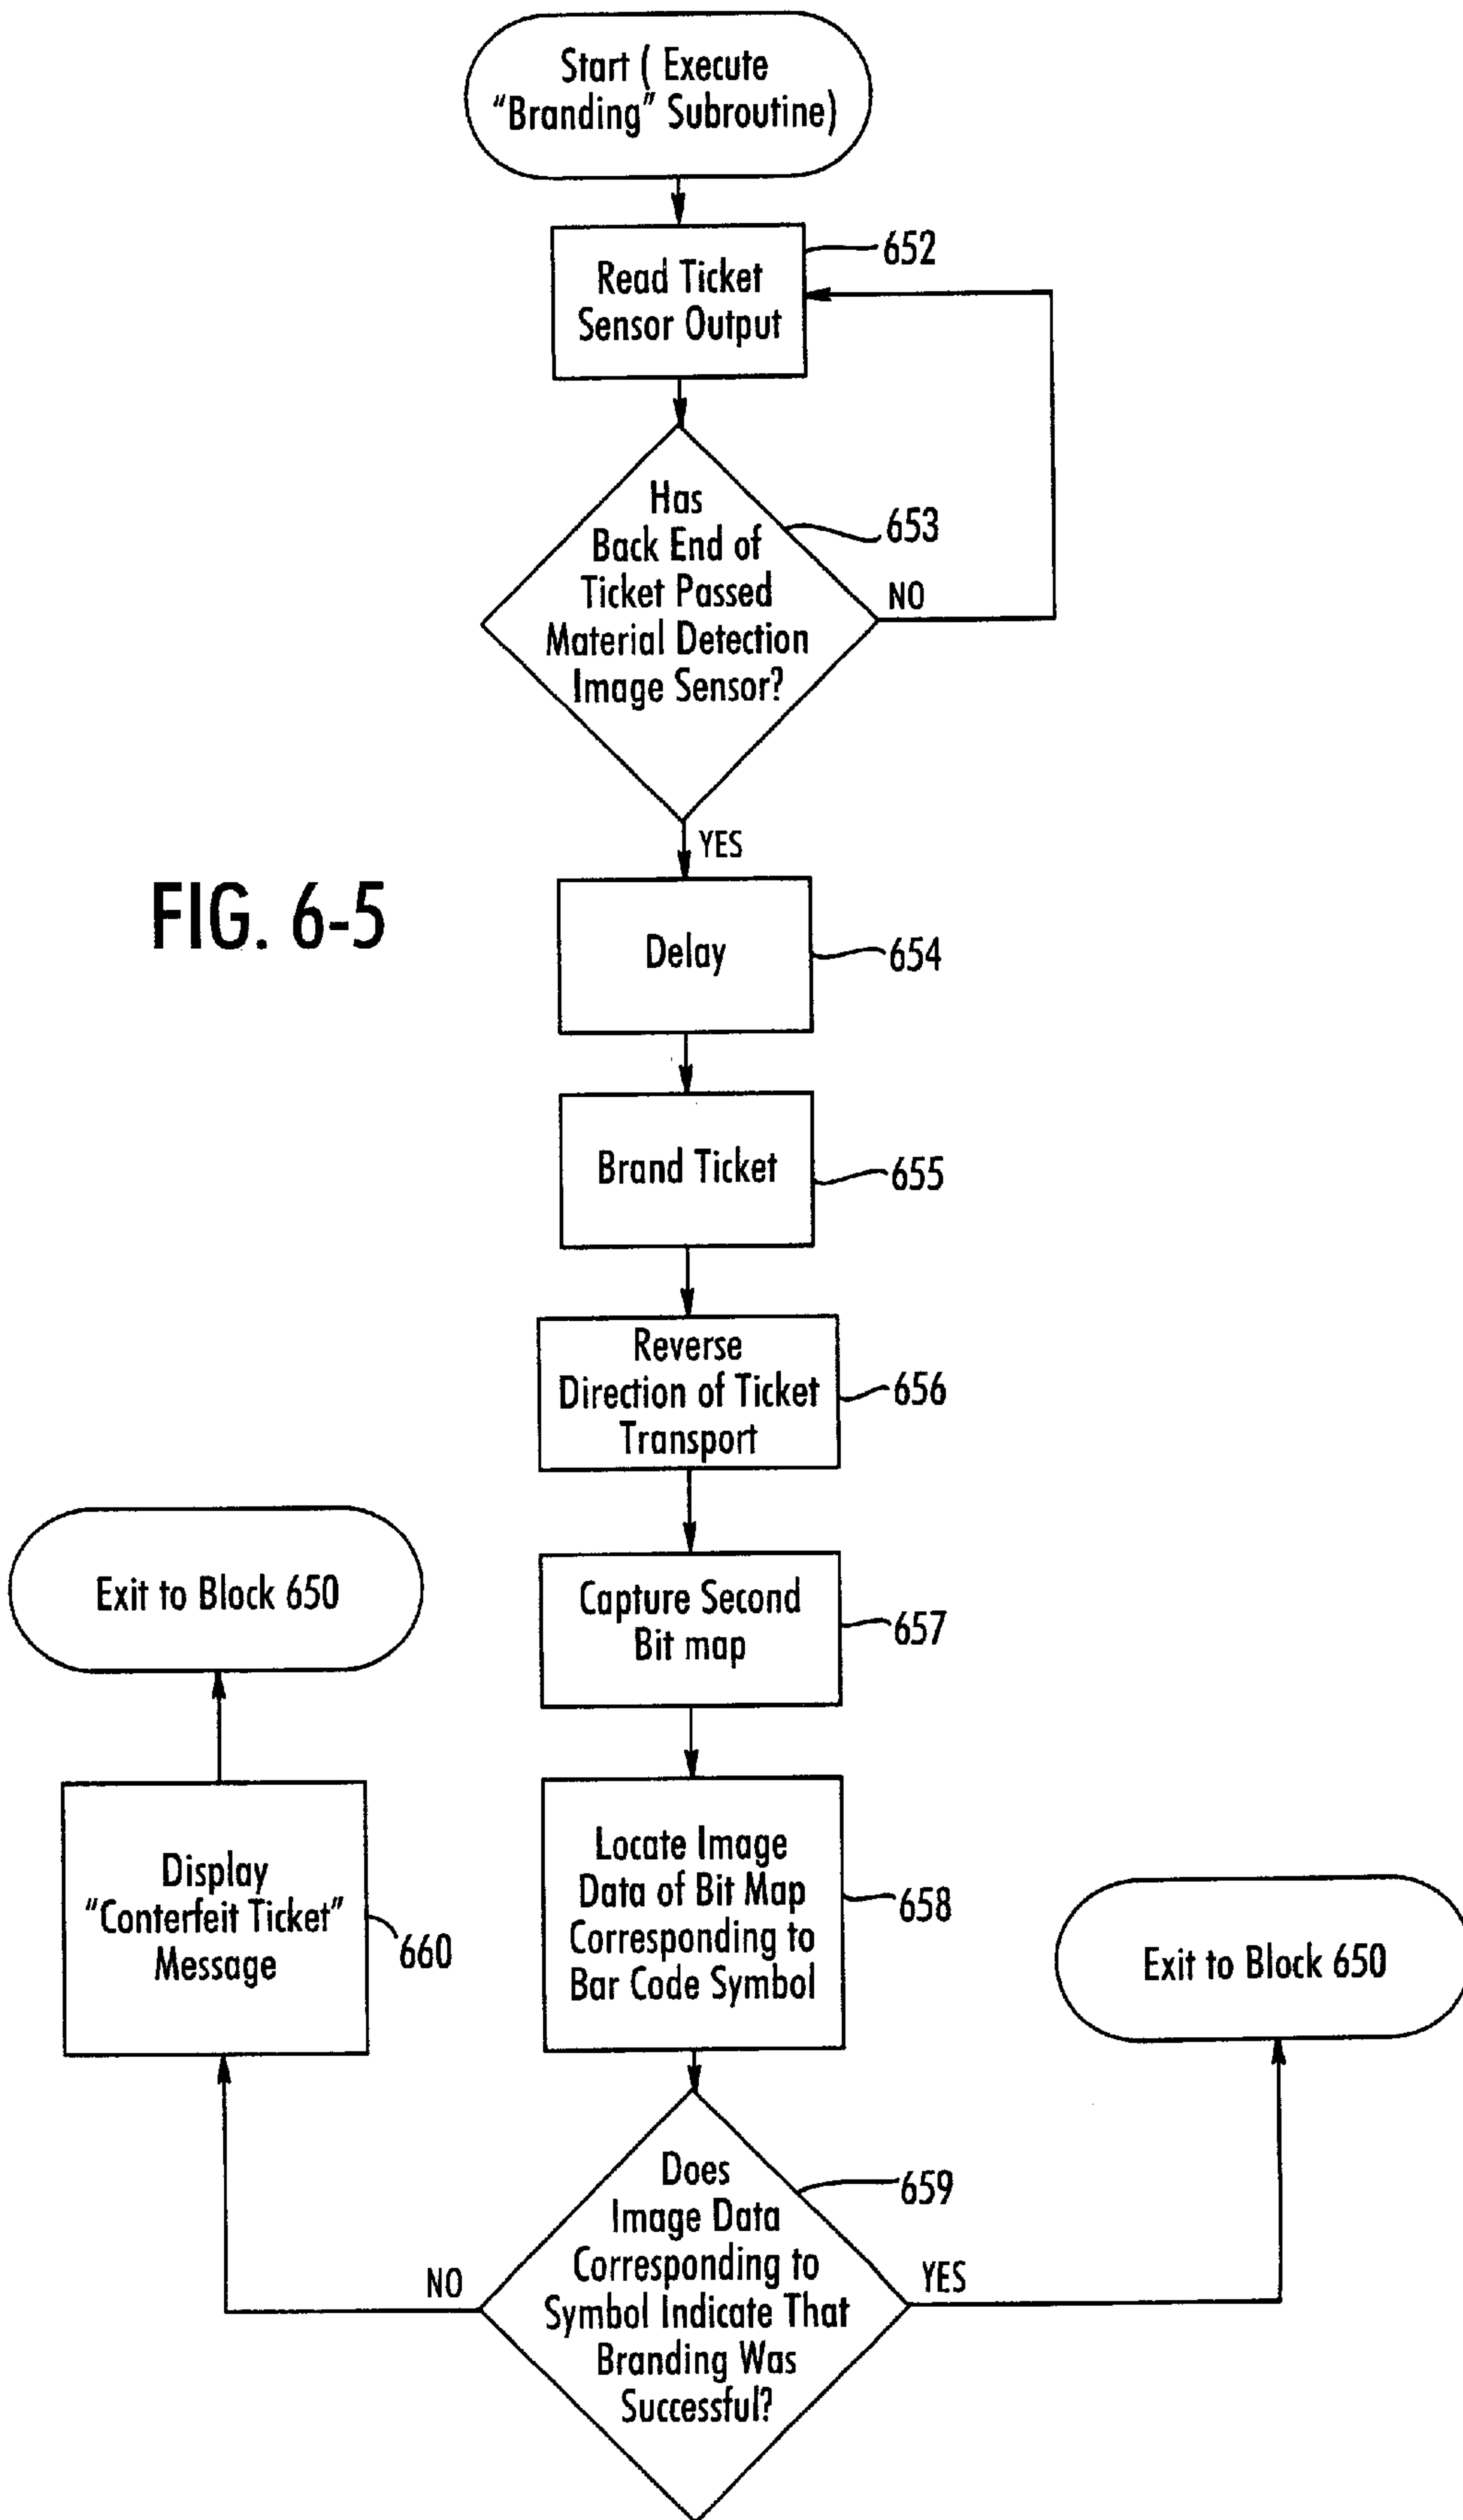 Start ( Execute
"Branding" Subroutine)
652
Read Ticket
Sensor Output
Has
Back End of
Ticket Passed
Material Detection
Image Sensor?
653
NO
YES
FIG. 6-5
Delay
654
Brand Ticket
655
Reverse
Direction of Ticket
Transport
656
Capture Second
Bit map
657
Exit to Block 650
Locate Image
Data of Bit Map
Corresponding to
Bar Code Symbol
658
Display
"Conterfeit Ticket"
Message
660
Exit to Block 650
Does
Image Data
Corresponding to
Symbol Indicate That
Branding Was
Successful?
659
NO
YES